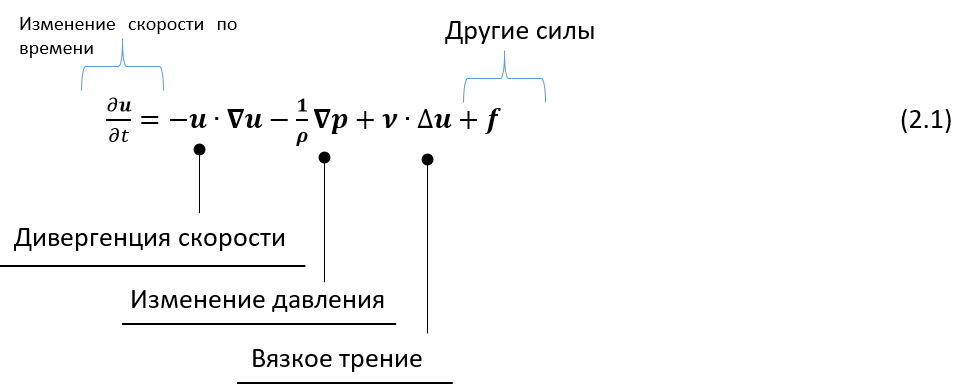 Изменение скорости по
времени
Другие силы
∂u/∂t = −u · ∇u − 1/ρ ∇p + ν · Δu + f (2.1)
Дивергенция скорости
Изменение давления
Вязкое трение